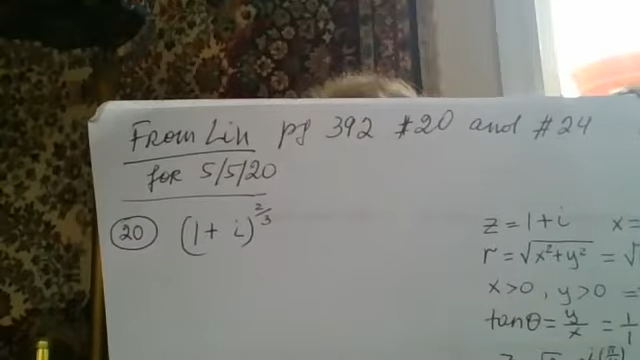 From Lin pg 392 #20 and #24
for 5/5/20
20 (1 + i)^{2/3}
z = 1 + i x =
r = √x² + y² = √
x > 0, y > 0 =
tan θ = y/x = 1/1